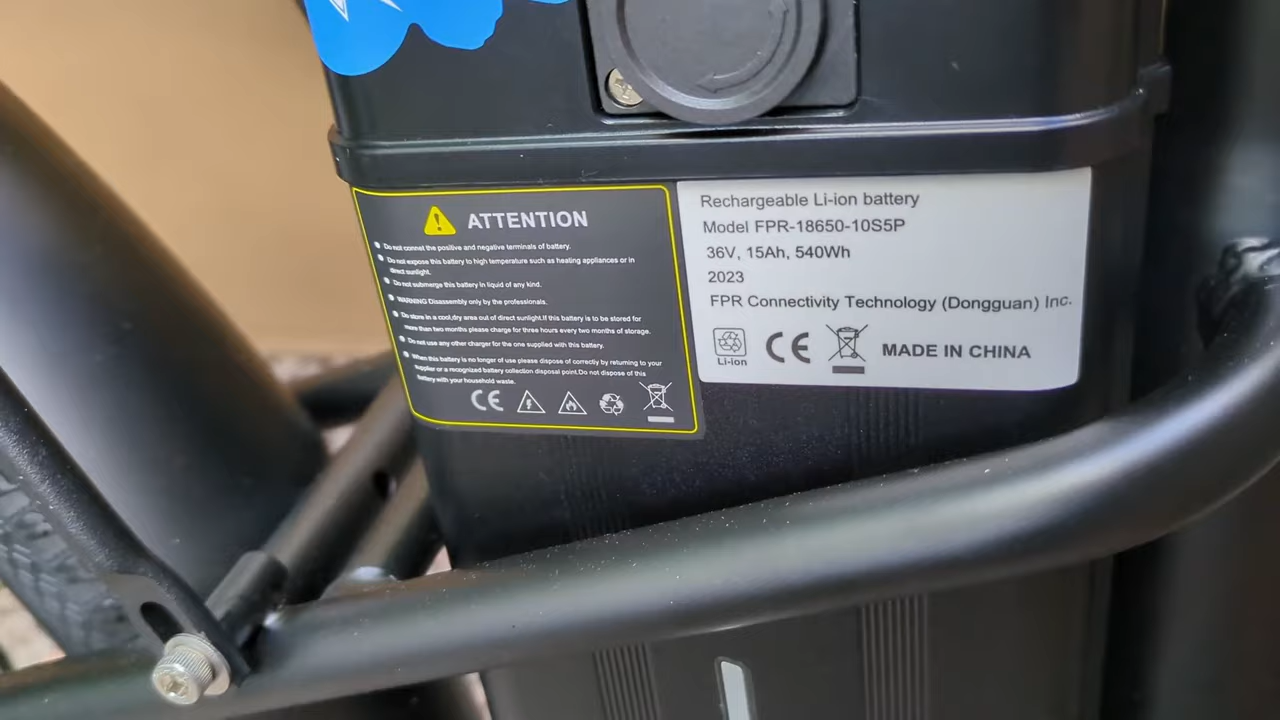 ATTENTION
Do not connet the positive and negative terminals of battery.
Do not expose this battery to high temperature such as heating appliances or in
direct sunlight.
Do not submerge this battery in liquid of any kind.
WARNING Disassembly only by the professionals.
Do store in a cool,dry area out of direct sunlight.If this battery is to be stored for
more than two months please charge for three hours every two months of storage.
Do not use any other charger for the one supplied with this battery.
When this battery is no longer of use please dispose of correctly by returning to your
supplier or a recognized battery collection disposal point.Do not dispose of this
battery with your household waste.
CE
Rechargeable Li-ion battery
Model FPR-18650-10S5P
36V, 15Ah, 540Wh
2023
FPR Connectivity Technology (Dongguan) Inc.
Li-ion
CE
MADE IN CHINA